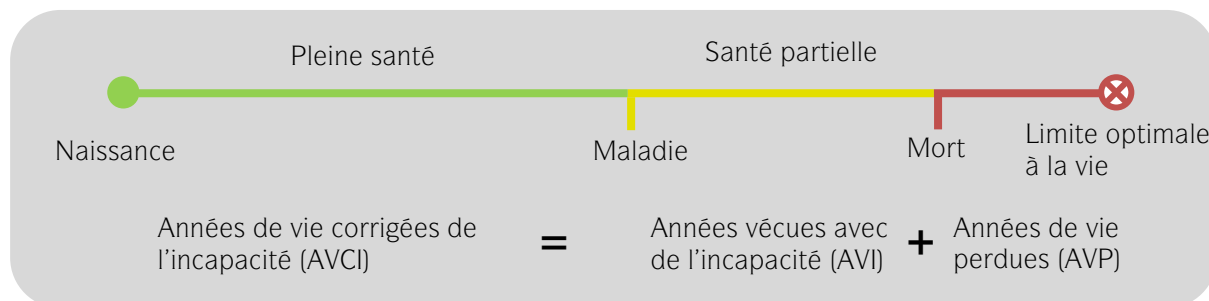 Pleine santé
Santé partielle
Naissance
Maladie
Mort
Limite optimale
à la vie
Années de vie corrigées de
l'incapacité (AVCI)
=
Années vécues avec
de l'incapacité (AVI)
+
Années de vie
perdues (AVP)